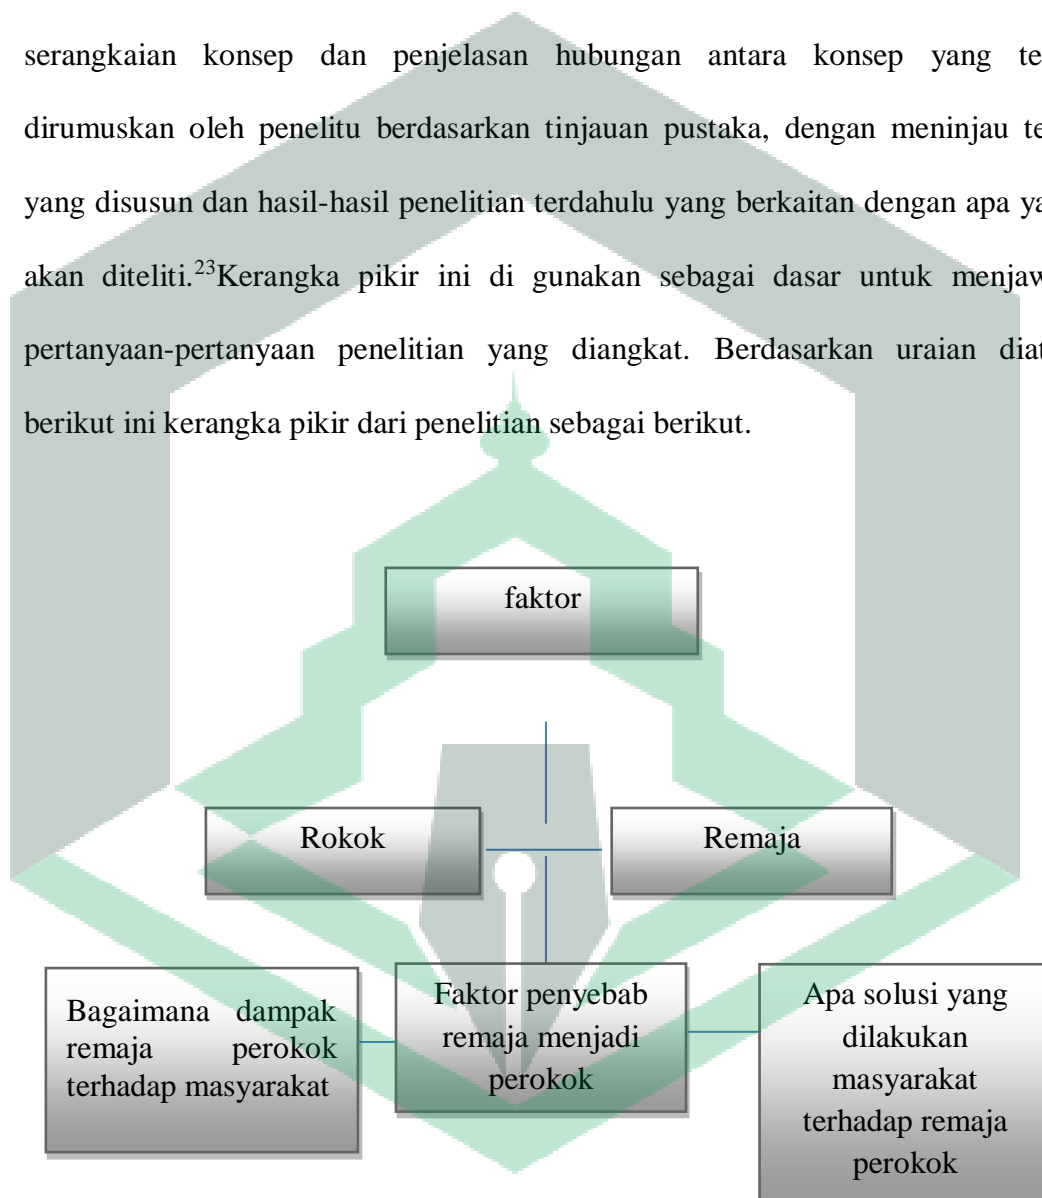 serangkaian konsep dan penjelasan hubungan antara konsep yang te
dirumuskan oleh penelitu berdasarkan tinjauan pustaka, dengan meninjau te
yang disusun dan hasil-hasil penelitian terdahulu yang berkaitan dengan apa ya
akan diteliti.23Kerangka pikir ini di gunakan sebagai dasar untuk menjaw
pertanyaan-pertanyaan penelitian yang diangkat. Berdasarkan uraian diat
berikut ini kerangka pikir dari penelitian sebagai berikut.
faktor
Rokok
Remaja
Bagaimana dampak
remaja perokok
terhadap masyarakat
Faktor penyebab
remaja menjadi
perokok
Apa solusi yang
dilakukan
masyarakat
terhadap remaja
perokok